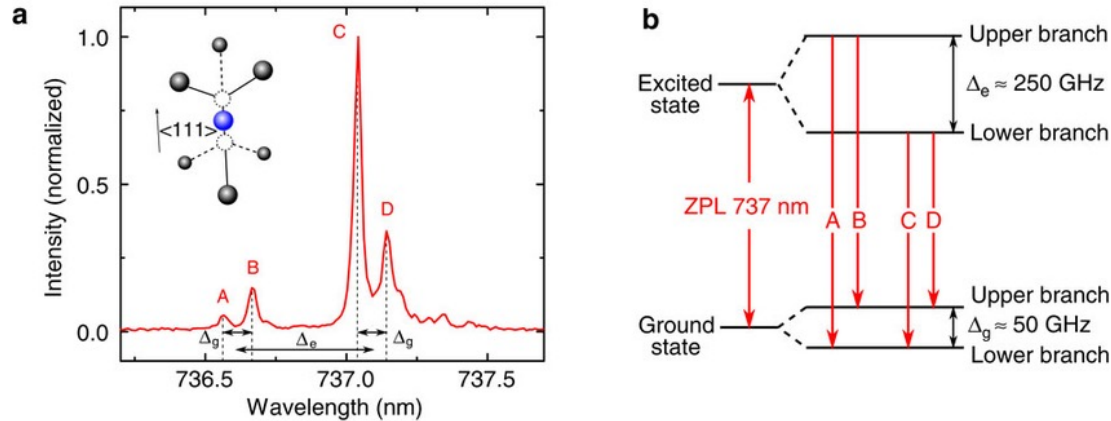 a
Intensity (normalized)
1.0
0.5
0.0
<111>
A
B
C
D
Δg
Δe
Δg
736.5
737.0
737.5
Wavelength (nm)
b
Excited
state
Upper branch
Δe ≈ 250 GHz
Lower branch
ZPL 737 nm
A
B
C
D
Ground
state
Upper branch
Δg ≈ 50 GHz
Lower branch